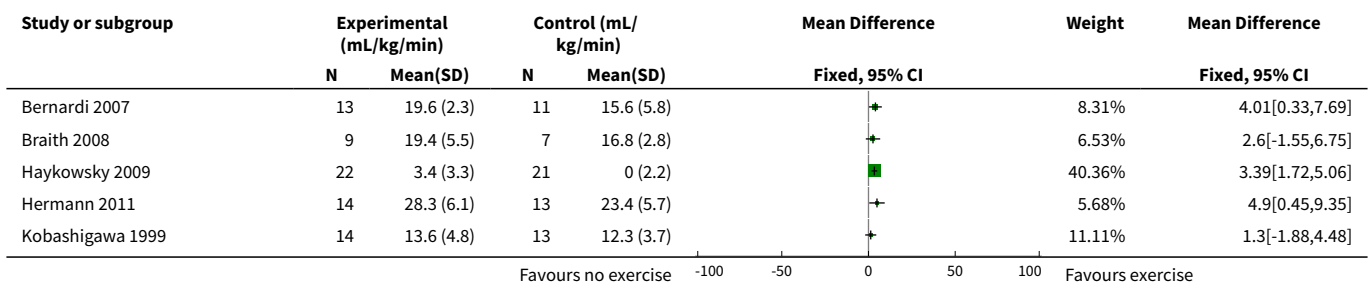 Study or subgroup Experimental (mL/kg/min) Control (mL/kg/min) Mean Difference Weight Mean Difference
N Mean(SD) N Mean(SD) Fixed, 95% CI Fixed, 95% CI
Bernardi 2007 13 19.6 (2.3) 11 15.6 (5.8) 8.31% 4.01[0.33,7.69]
Braith 2008 9 19.4 (5.5) 7 16.8 (2.8) 6.53% 2.6[-1.55,6.75]
Haykowsky 2009 22 3.4 (3.3) 21 0 (2.2) 40.36% 3.39[1.72,5.06]
Hermann 2011 14 28.3 (6.1) 13 23.4 (5.7) 5.68% 4.9[0.45,9.35]
Kobashigawa 1999 14 13.6 (4.8) 13 12.3 (3.7) 11.11% 1.3[-1.88,4.48]
Favours no exercise -100 -50 0 50 100 Favours exercise